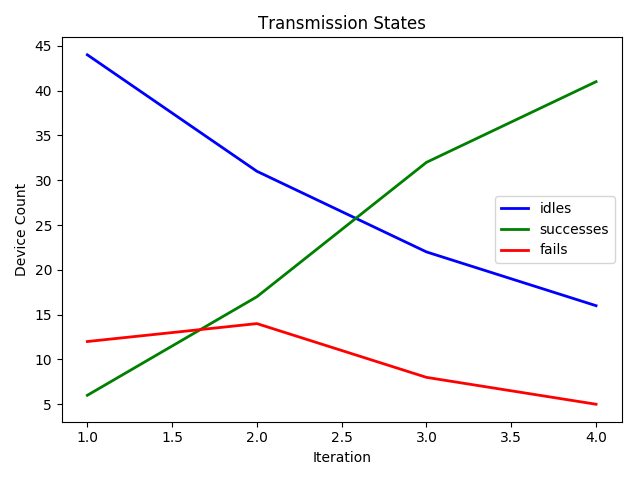 Transmission States
Device Count
45
40
35
30
25
20
15
10
5
idles
successes
fails
1.0 1.5 2.0 2.5 3.0 3.5 4.0
Iteration